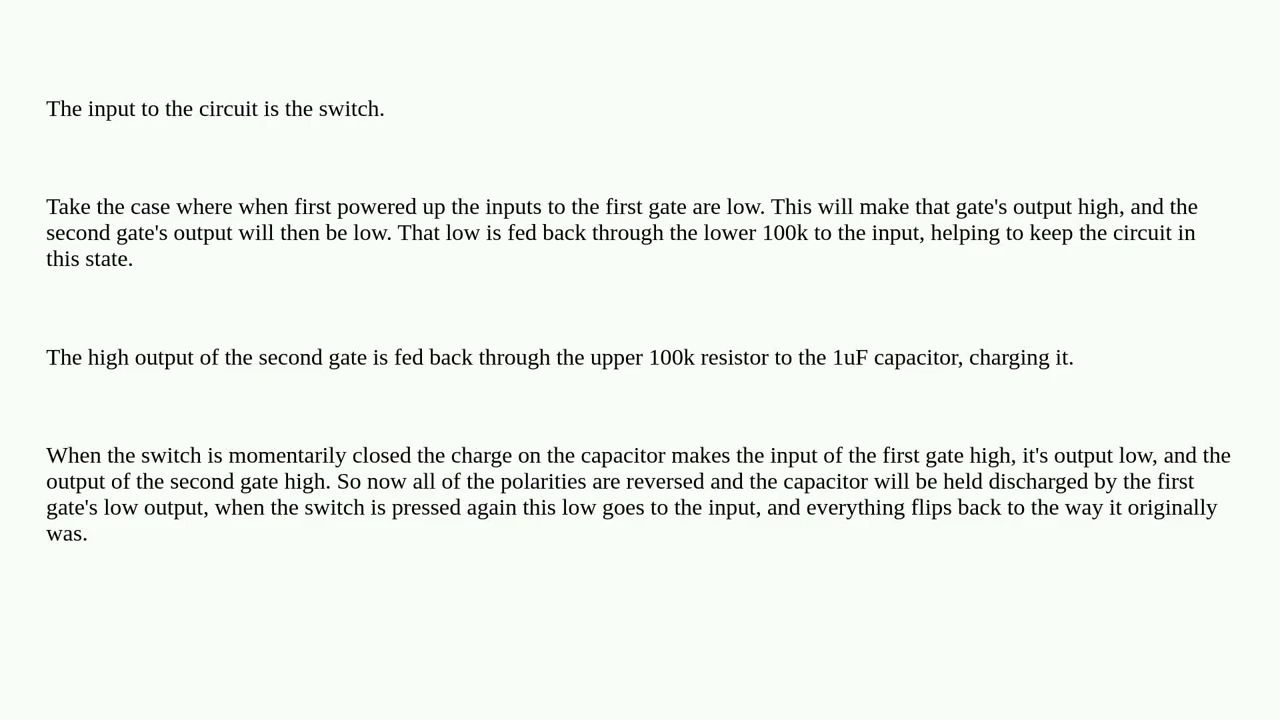 The input to the circuit is the switch.
Take the case where when first powered up the inputs to the first gate are low. This will make that gate's output high, and the
second gate's output will then be low. That low is fed back through the lower 100k to the input, helping to keep the circuit in
this state.
The high output of the second gate is fed back through the upper 100k resistor to the 1uF capacitor, charging it.
When the switch is momentarily closed the charge on the capacitor makes the input of the first gate high, it's output low, and the
output of the second gate high. So now all of the polarities are reversed and the capacitor will be held discharged by the first
gate's low output, when the switch is pressed again this low goes to the input, and everything flips back to the way it originally
was.